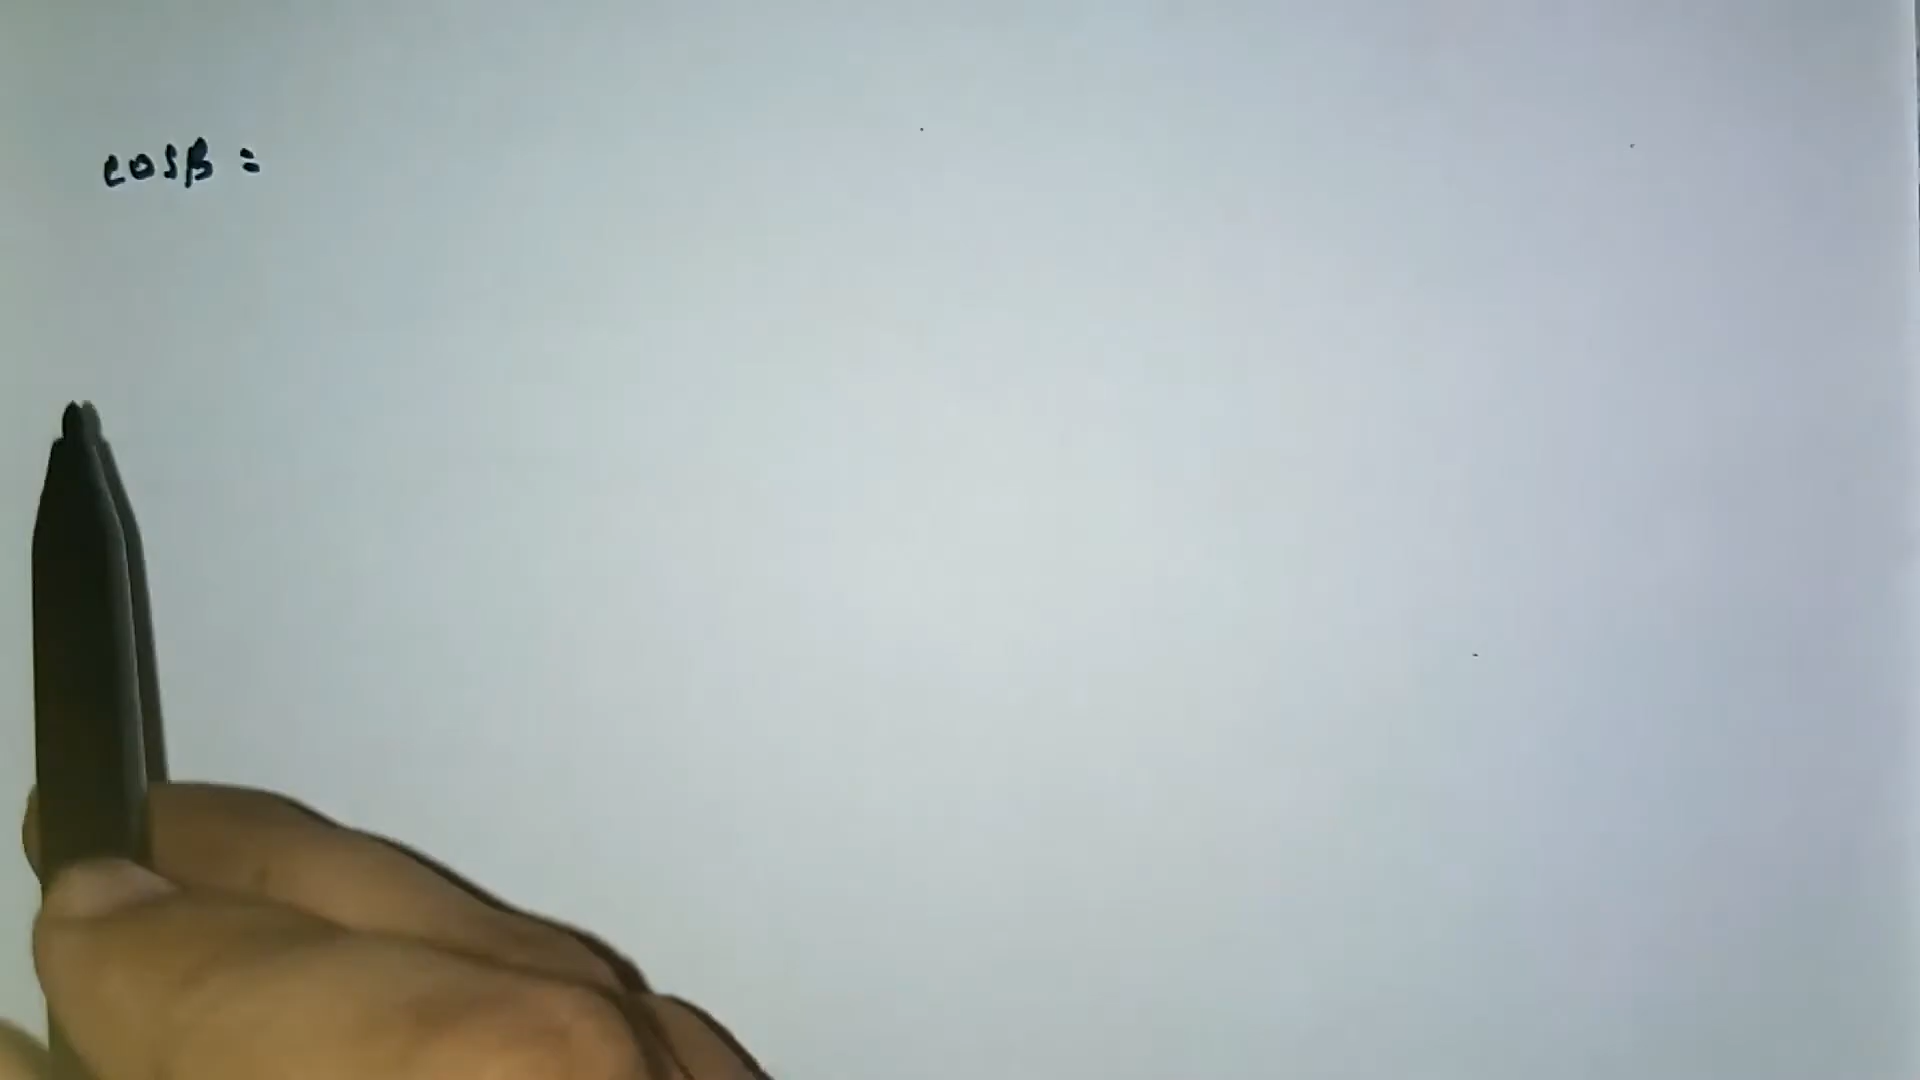 cosβ =